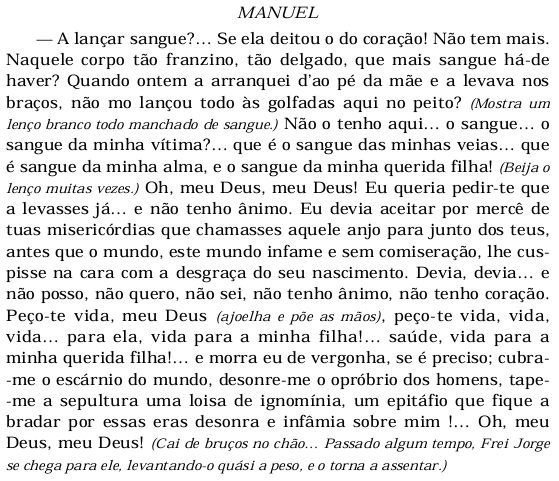 MANUEL
— A lançar sangue?... Se ela deitou o do coração! Não tem mais.
Naquele corpo tão franzino, tão delgado, que mais sangue há-de
haver? Quando ontem a arranquei d’ao pé da mãe e a levava nos
braços, não mo lançou todo às golfadas aqui no peito? (Mostra um
lenço branco todo manchado de sangue.) Não o tenho aqui... o sangue... o
sangue da minha vítima?... que é o sangue das minhas veias... que
é sangue da minha alma, e o sangue da minha querida filha! (Beija o
lenço muitas vezes.) Oh, meu Deus, meu Deus! Eu queria pedir-te que
a levasses já... e não tenho ânimo. Eu devia aceitar por mercê de
tuas misericórdias que chamasses aquele anjo para junto dos teus,
antes que o mundo, este mundo infame e sem comiseração, lhe cus-
pisse na cara com a desgraça do seu nascimento. Devia, devia... e
não posso, não quero, não sei, não tenho ânimo, não tenho coração.
Peço-te vida, meu Deus (ajoelha e põe as mãos), peço-te vida, vida,
vida... para ela, vida para a minha filha!... saúde, vida para a
minha querida filha!... e morra eu de vergonha, se é preciso; cubra-
-me o escárnio do mundo, desonre-me o opróbrio dos homens, tape-
-me a sepultura uma loisa de ignomínia, um epitáfio que fique a
bradar por essas eras desonra e infâmia sobre mim !... Oh, meu
Deus, meu Deus! (Cai de bruços no chão... Passado algum tempo, Frei Jorge
se chega para ele, levantando-o quási a peso, e o torna a assentar.)